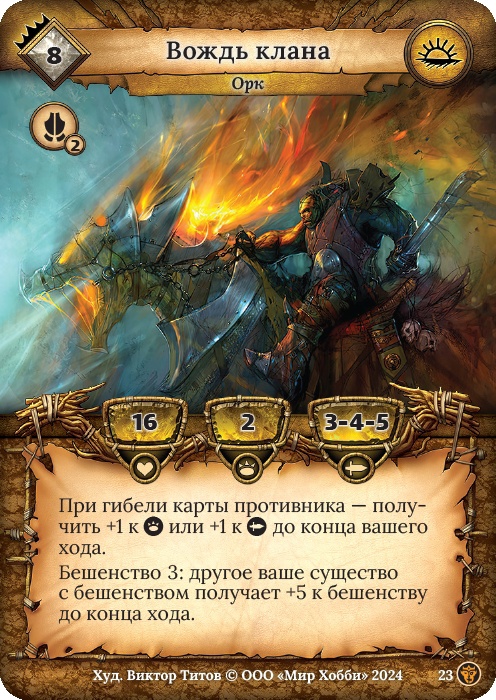 8
Вождь клана
Орк
2
16
2
3-4-5
При гибели карты противника — полу-
чить +1 к или +1 к до конца вашего
хода.
Бешенство 3: другое ваше существо
с бешенством получает +5 к бешенству
до конца хода.
Худ. Виктор Титов © ООО «Мир Хобби» 2024
23